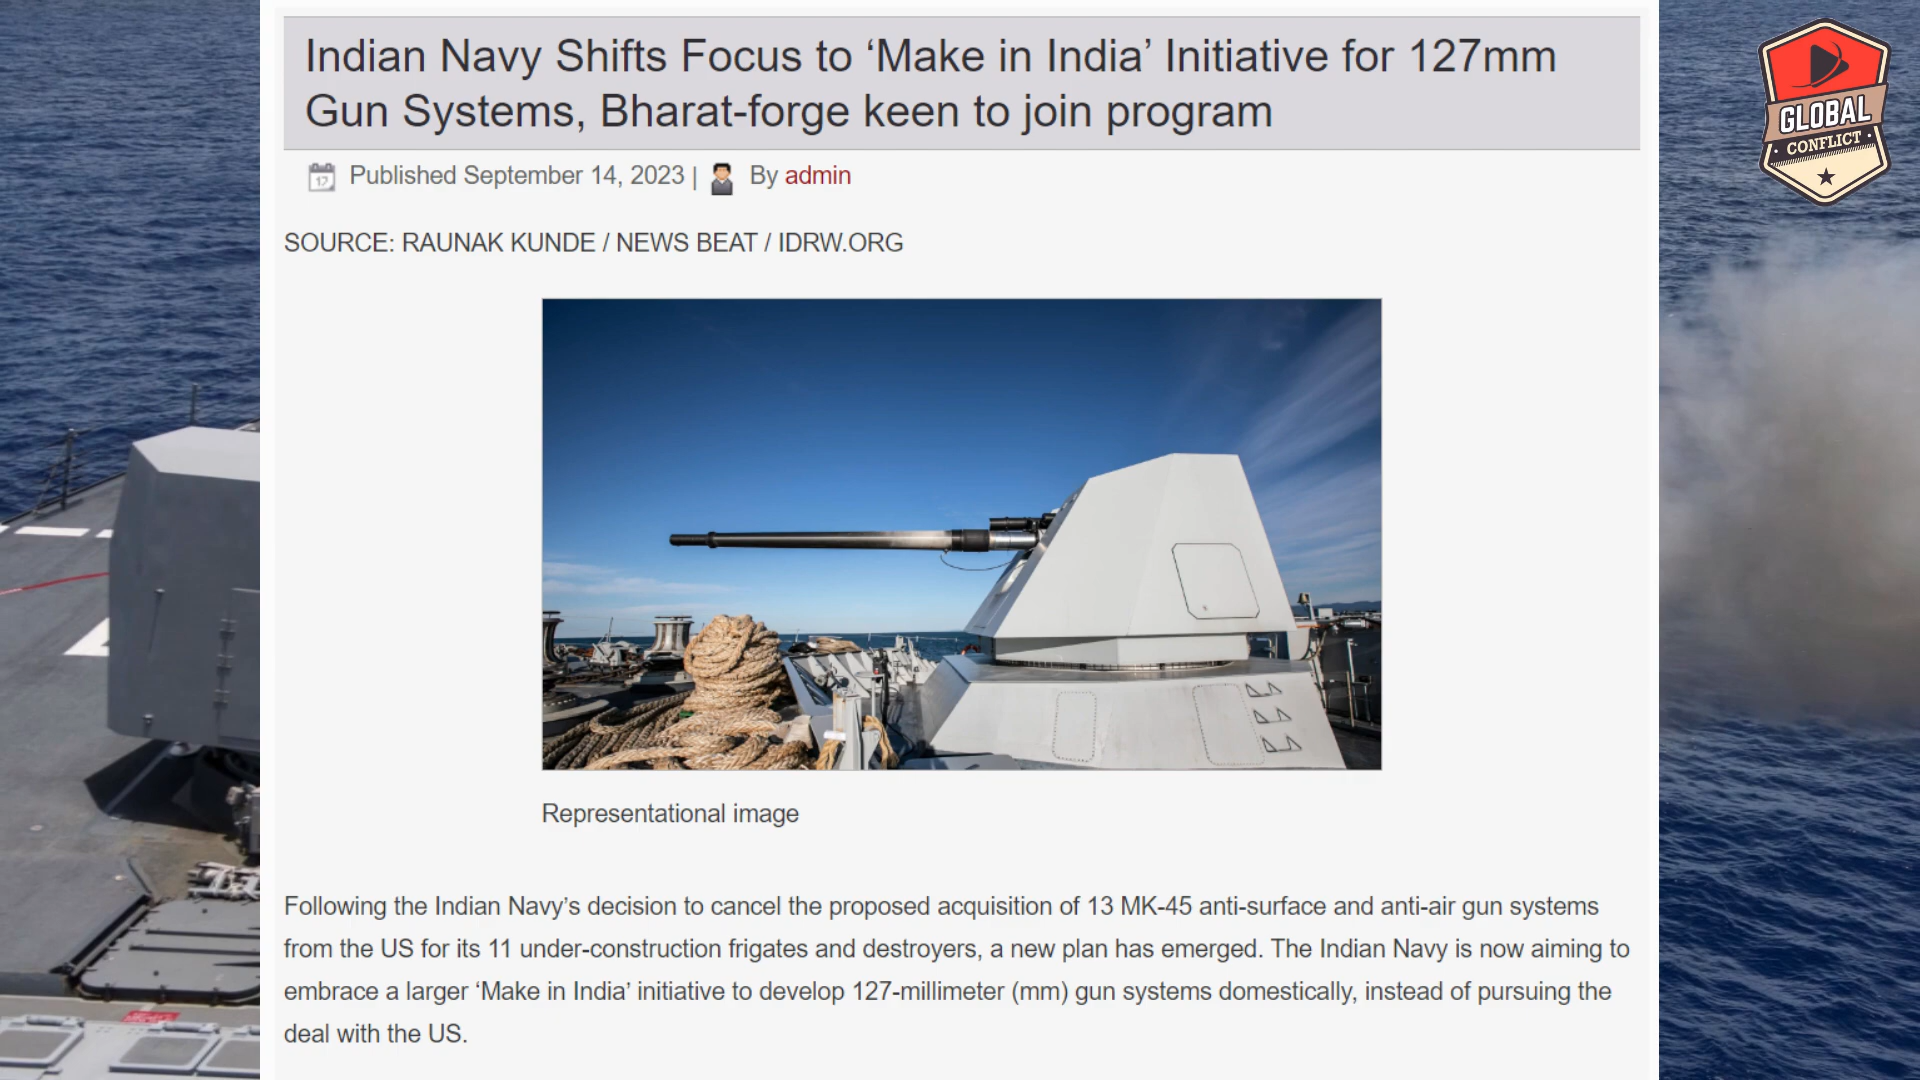 Indian Navy Shifts Focus to ‘Make in India’ Initiative for 127mm
Gun Systems, Bharat-forge keen to join program
17 Published September 14, 2023 | By admin
SOURCE: RAUNAK KUNDE / NEWS BEAT / IDRW.ORG
Representational image
Following the Indian Navy’s decision to cancel the proposed acquisition of 13 MK-45 anti-surface and anti-air gun systems
from the US for its 11 under-construction frigates and destroyers, a new plan has emerged. The Indian Navy is now aiming to
embrace a larger ‘Make in India’ initiative to develop 127-millimeter (mm) gun systems domestically, instead of pursuing the
deal with the US.
GLOBAL
CONFLICT